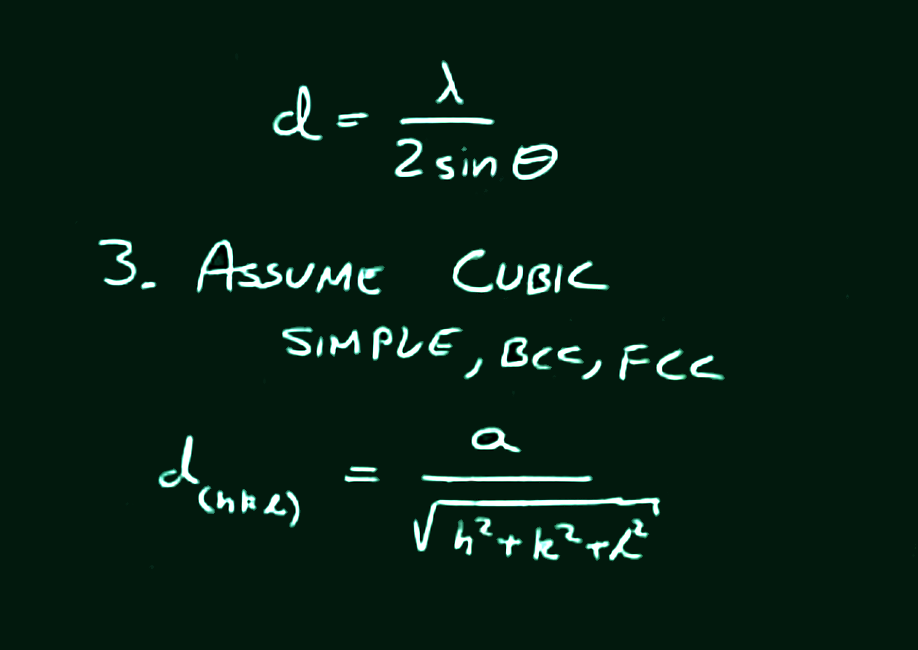 d = λ / 2 sin θ
3. ASSUME CUBIC
SIMPLE, BCC, FCC
d(hkl) = a / √(h² + k² + l²)